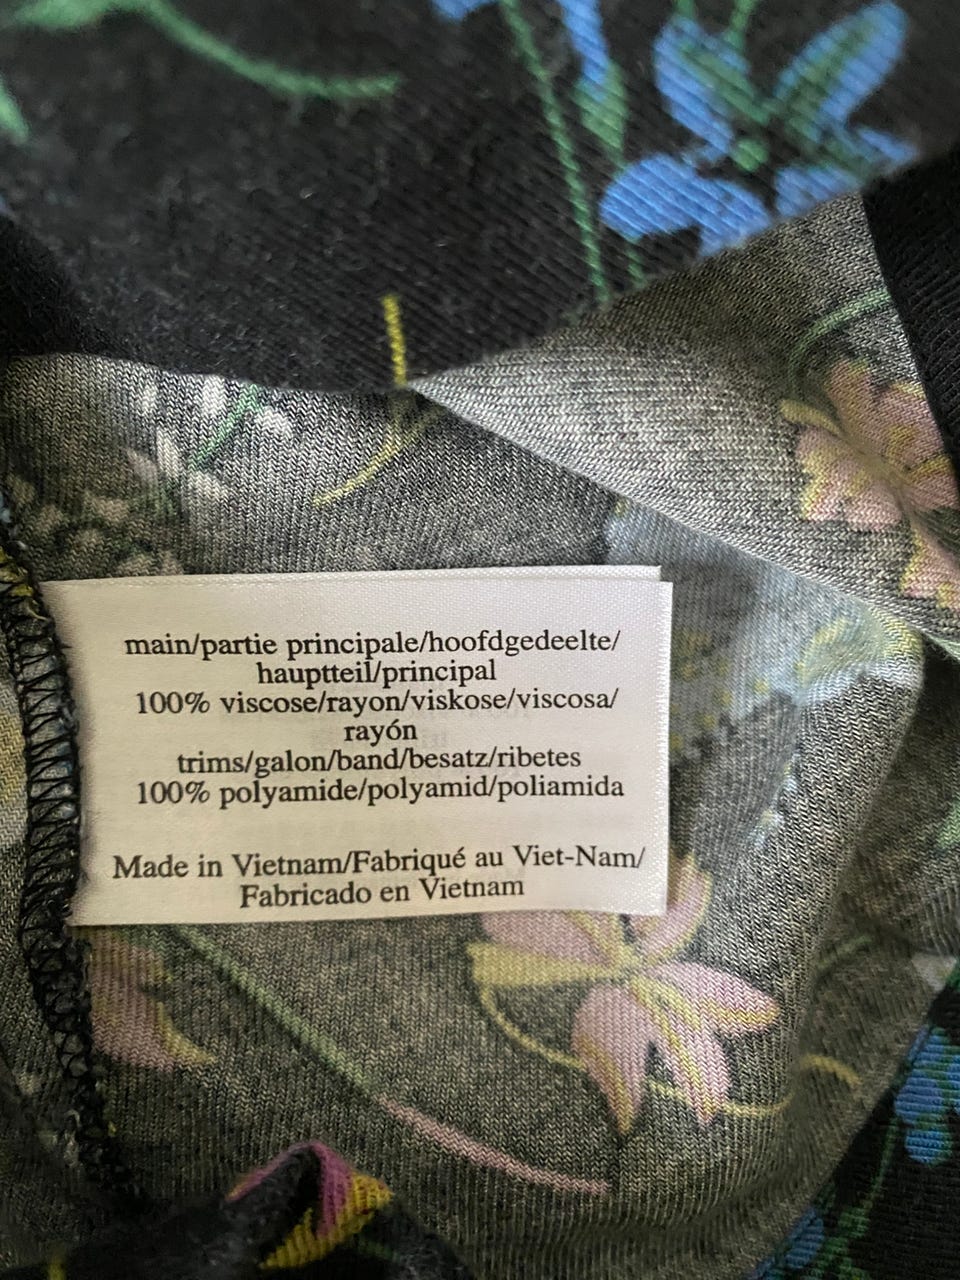 main/partie principale/hoofdgedeelte/
hauptteil/principal
100% viscose/rayon/viskose/viscosa/
rayón
trims/galon/band/besatz/ribetes
100% polyamide/polyamid/poliamida
Made in Vietnam/Fabriqué au Viet-Nam/
Fabricado en Vietnam